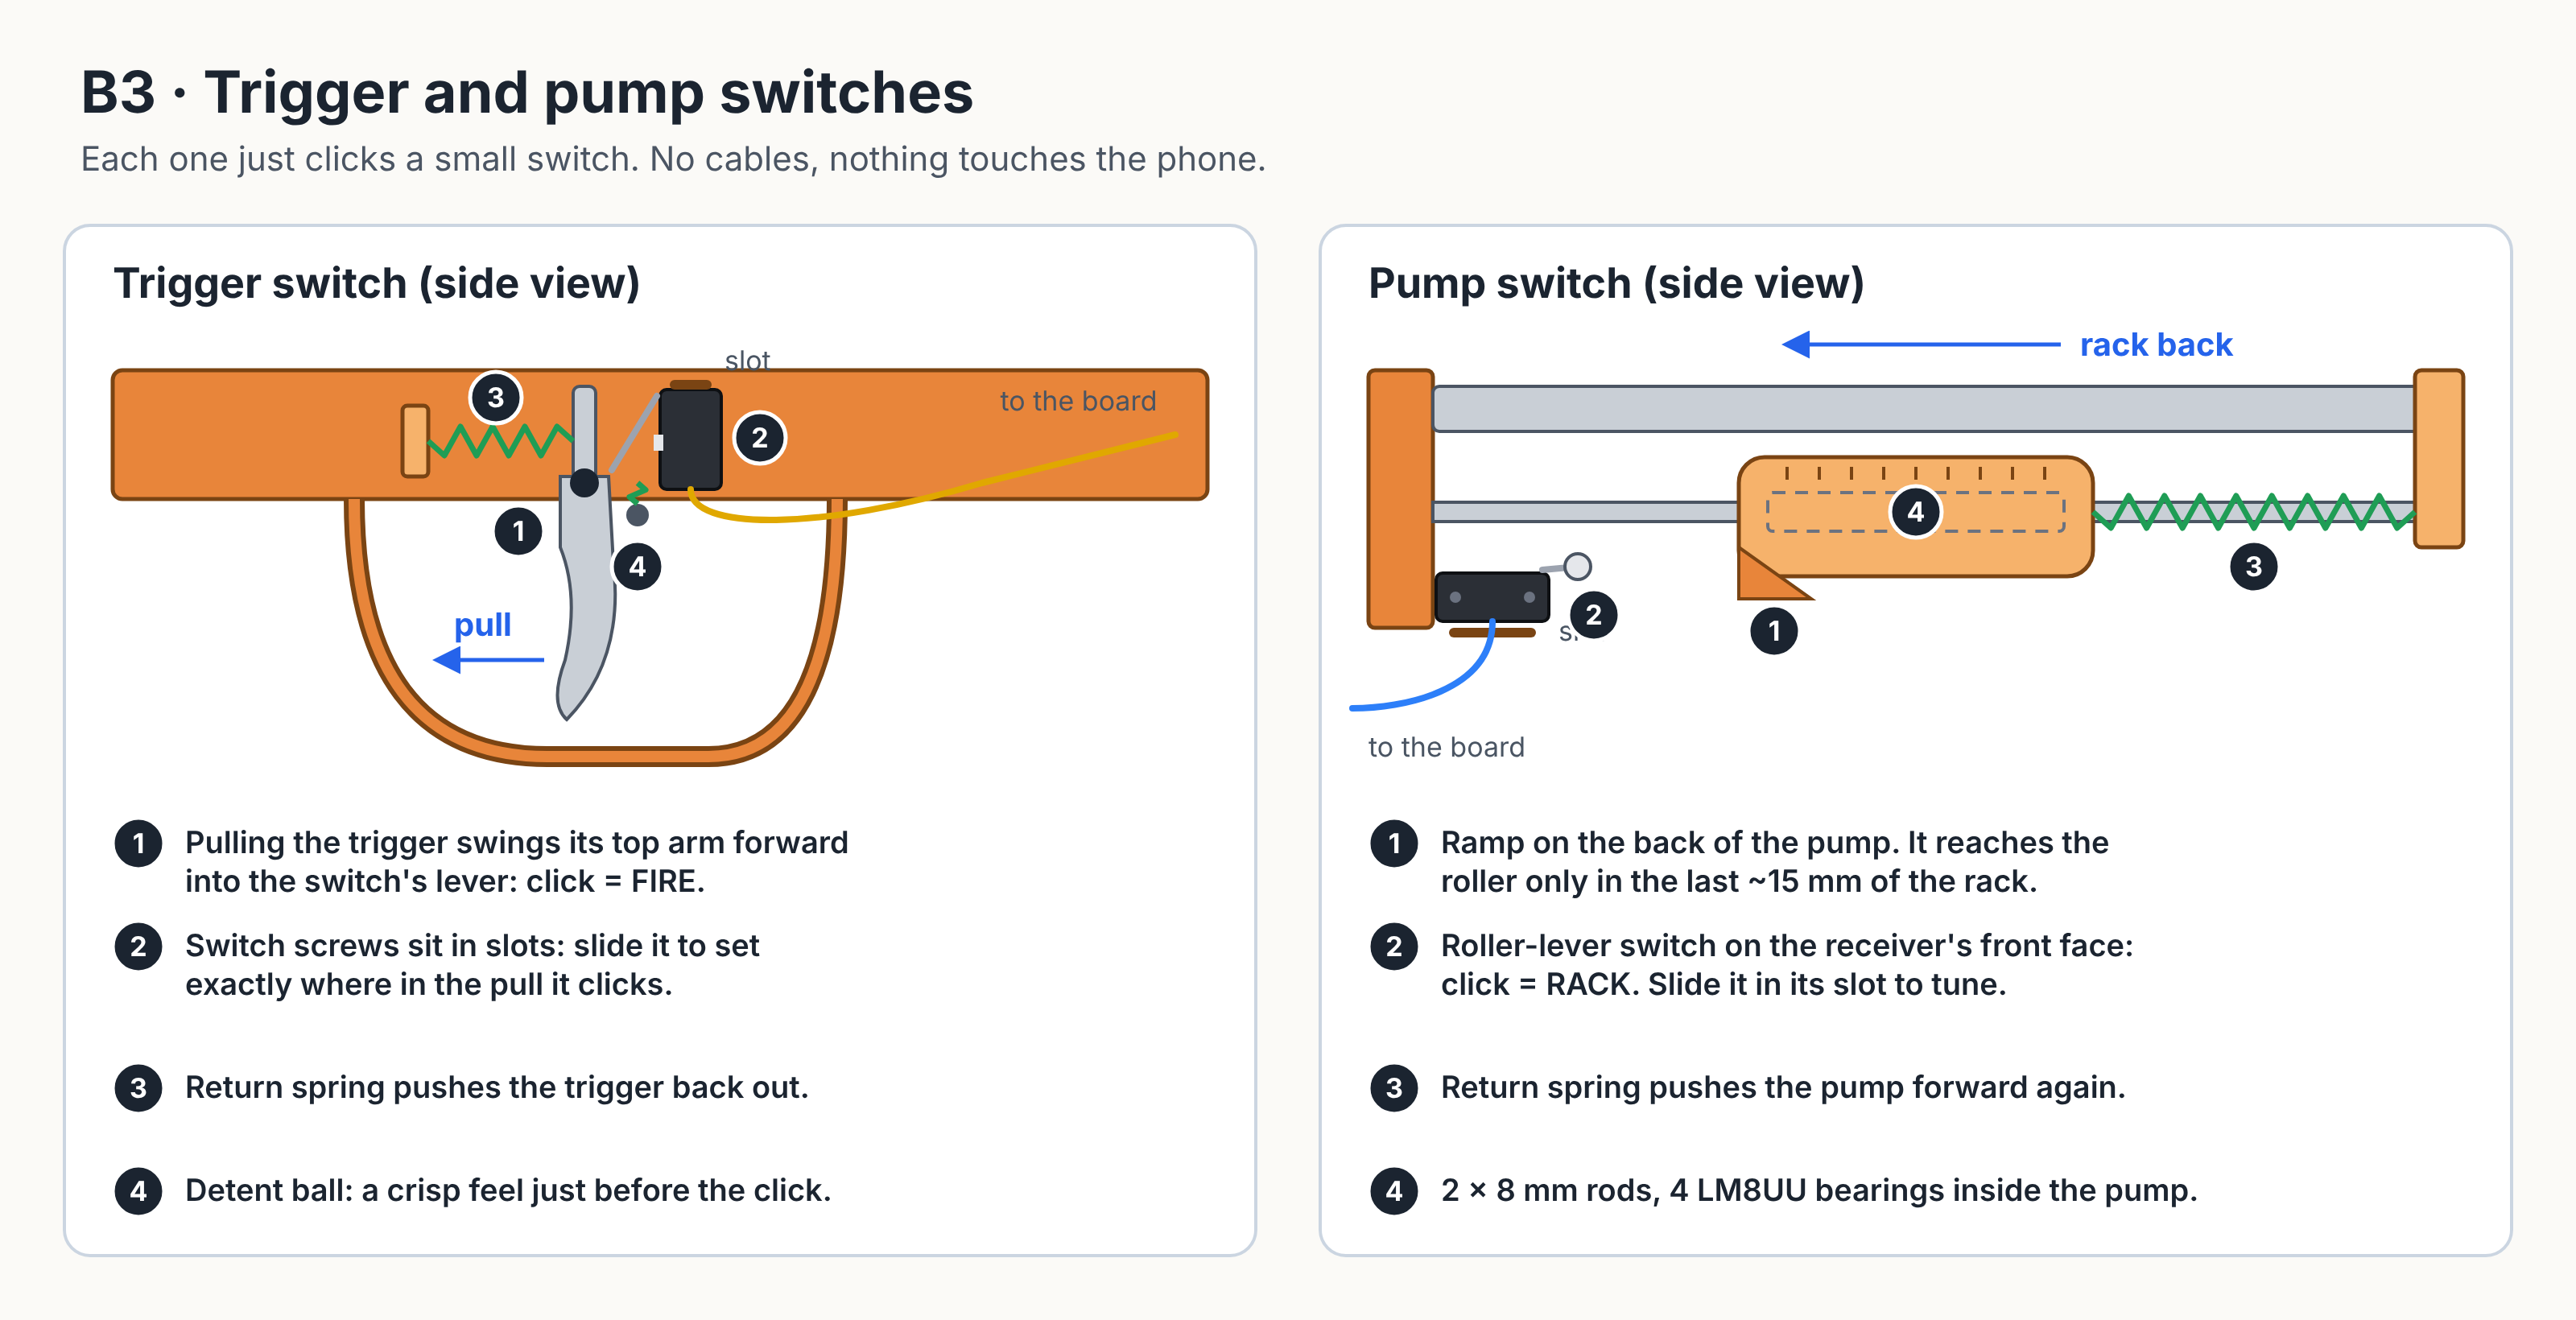 B3 · Trigger and pump switches
Each one just clicks a small switch. No cables, nothing touches the phone.
Trigger switch (side view)
slot
to the board
3
2
1
4
pull
1 Pulling the trigger swings its top arm forward
into the switch's lever: click = FIRE.
2 Switch screws sit in slots: slide it to set
exactly where in the pull it clicks.
3 Return spring pushes the trigger back out.
4 Detent ball: a crisp feel just before the click.
Pump switch (side view)
rack back
4
3
2
1
to the board
1 Ramp on the back of the pump. It reaches the
roller only in the last ~15 mm of the rack.
2 Roller-lever switch on the receiver's front face:
click = RACK. Slide it in its slot to tune.
3 Return spring pushes the pump forward again.
4 2 × 8 mm rods, 4 LM8UU bearings inside the pump.